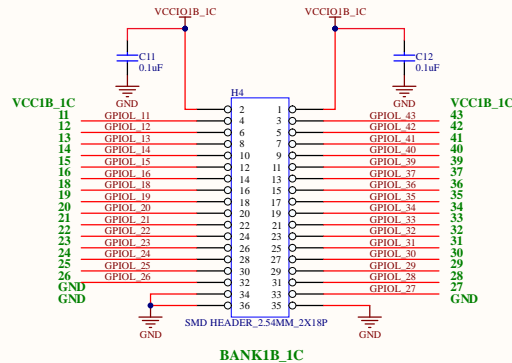 VCCIO1B_1C VCCIO1B_1C
C11 C12
0.1uF 0.1uF
GND GND
H4
VCC1B_1C 2 1 VCC1B_1C
11 GPIOL_11 4 3 GPIOL_43 43
12 GPIOL_12 6 5 GPIOL_42 42
13 GPIOL_13 8 7 GPIOL_41 41
14 GPIOL_14 10 9 GPIOL_40 40
15 GPIOL_15 12 11 GPIOL_39 39
16 GPIOL_16 14 13 GPIOL_37 37
18 GPIOL_18 16 15 GPIOL_36 36
19 GPIOL_19 18 17 GPIOL_35 35
20 GPIOL_20 20 19 GPIOL_34 34
21 GPIOL_21 22 21 GPIOL_33 33
22 GPIOL_22 24 23 GPIOL_32 32
23 GPIOL_23 26 25 GPIOL_31 31
24 GPIOL_24 28 27 GPIOL_30 30
25 GPIOL_25 30 29 GPIOL_29 29
26 GPIOL_26 32 31 GPIOL_28 28
GND 34 33 GPIOL_27 27
GND 36 35 GND
SMD HEADER_2.54MM_2X18P
GND GND
BANK1B_1C